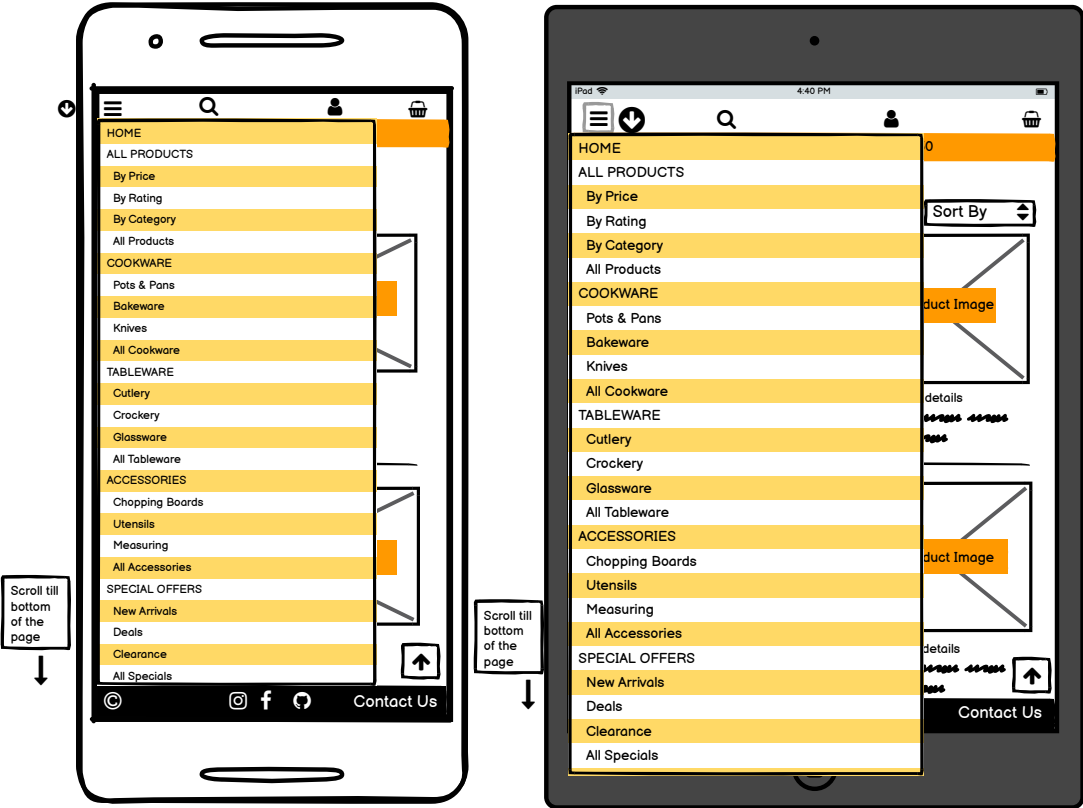 HOME
ALL PRODUCTS
By Price
By Rating
By Category
All Products
COOKWARE
Pots & Pans
Bakeware
Knives
All Cookware
TABLEWARE
Cutlery
Crockery
Glassware
All Tableware
ACCESSORIES
Chopping Boards
Utensils
Measuring
All Accessories
SPECIAL OFFERS
New Arrivals
Deals
Clearance
All Specials
© Contact Us
Scroll till
bottom
of the
page
iPad 4:40 PM
HOME
ALL PRODUCTS
By Price
By Rating
By Category
All Products
COOKWARE
Pots & Pans
Bakeware
Knives
All Cookware
TABLEWARE
Cutlery
Crockery
Glassware
All Tableware
ACCESSORIES
Chopping Boards
Utensils
Measuring
All Accessories
SPECIAL OFFERS
New Arrivals
Deals
Clearance
All Specials
Sort By
duct Image
details
duct Image
details
Contact Us
Scroll till
bottom
of the
page